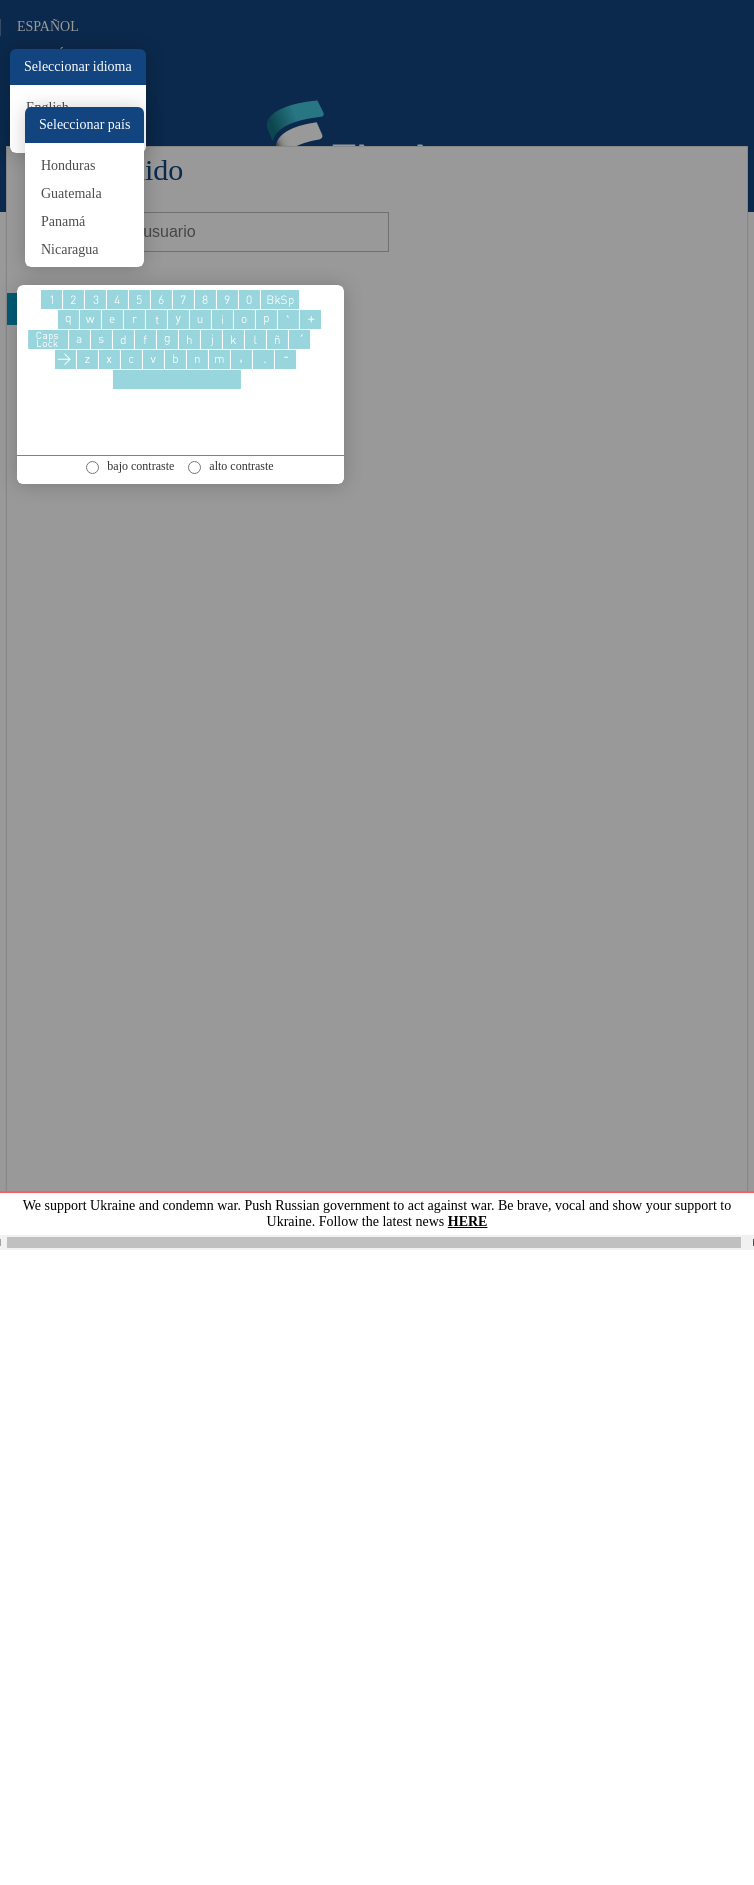 ESPAÑOL
Seleccionar idioma
English
Seleccionar país
Honduras
Guatemala
Panamá
Nicaragua
usuario
1 2 3 4 5 6 7 8 9 0 BkSp
q w e r t y u i o p ` +
Caps Lock a s d f g h j k l ñ ´
z x c v b n m , . -
bajo contraste alto contraste
We support Ukraine and condemn war. Push Russian government to act against war. Be brave, vocal and show your support to
Ukraine. Follow the latest news HERE